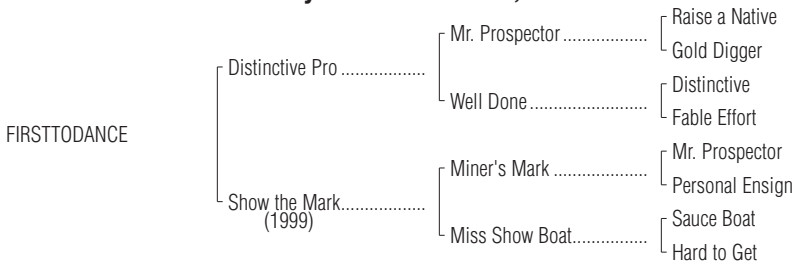 Raise a Native
Mr. Prospector
Gold Digger
Distinctive Pro
Distinctive
Well Done
Fable Effort
FIRSTTODANCE
Mr. Prospector
Miner's Mark
Personal Ensign
Show the Mark
(1999)
Sauce Boat
Miss Show Boat
Hard to Get